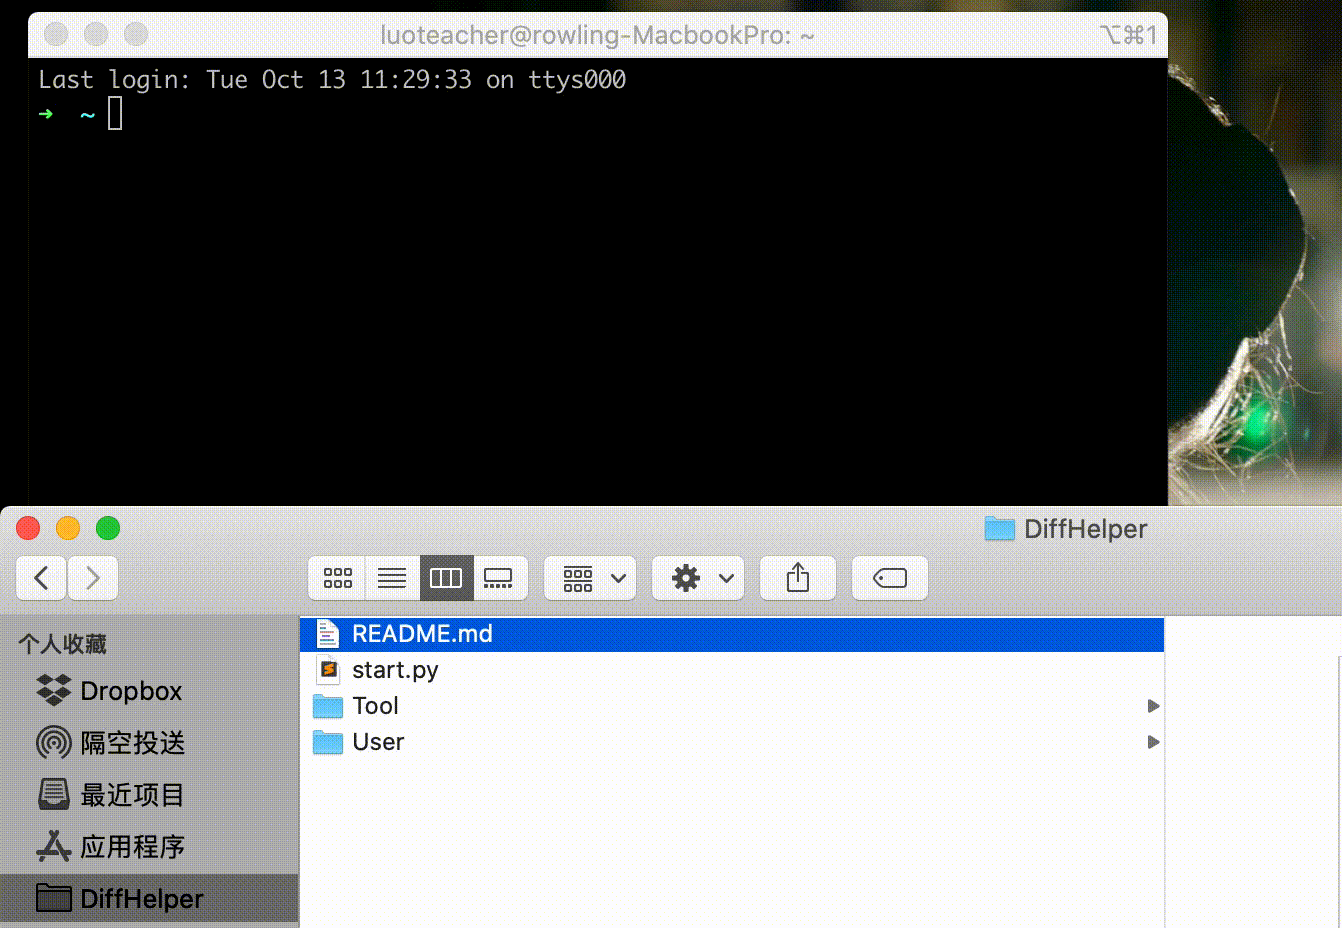 luoteacher@rowling-MacbookPro: ~
⌥⌘1
Last login: Tue Oct 13 11:29:33 on ttys000
→ ~
DiffHelper
个人收藏
Dropbox
隔空投送
最近项目
应用程序
DiffHelper
README.md
start.py
Tool
User